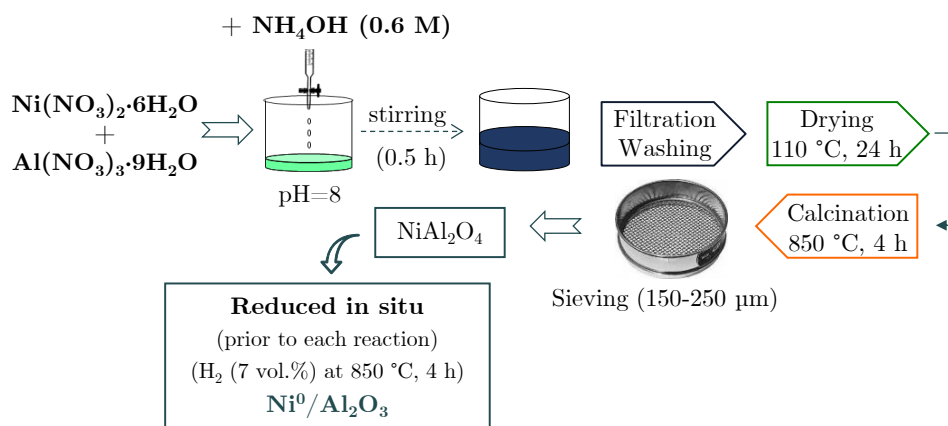 + NH₄OH (0.6 M)
Ni(NO₃)₂·6H₂O
+
Al(NO₃)₃·9H₂O
pH=8
stirring
(0.5 h)
Filtration
Washing
Drying
110 °C, 24 h
Calcination
850 °C, 4 h
Sieving (150-250 µm)
NiAl₂O₄
Reduced in situ
(prior to each reaction)
(H₂ (7 vol.%) at 850 °C, 4 h)
Ni⁰/Al₂O₃